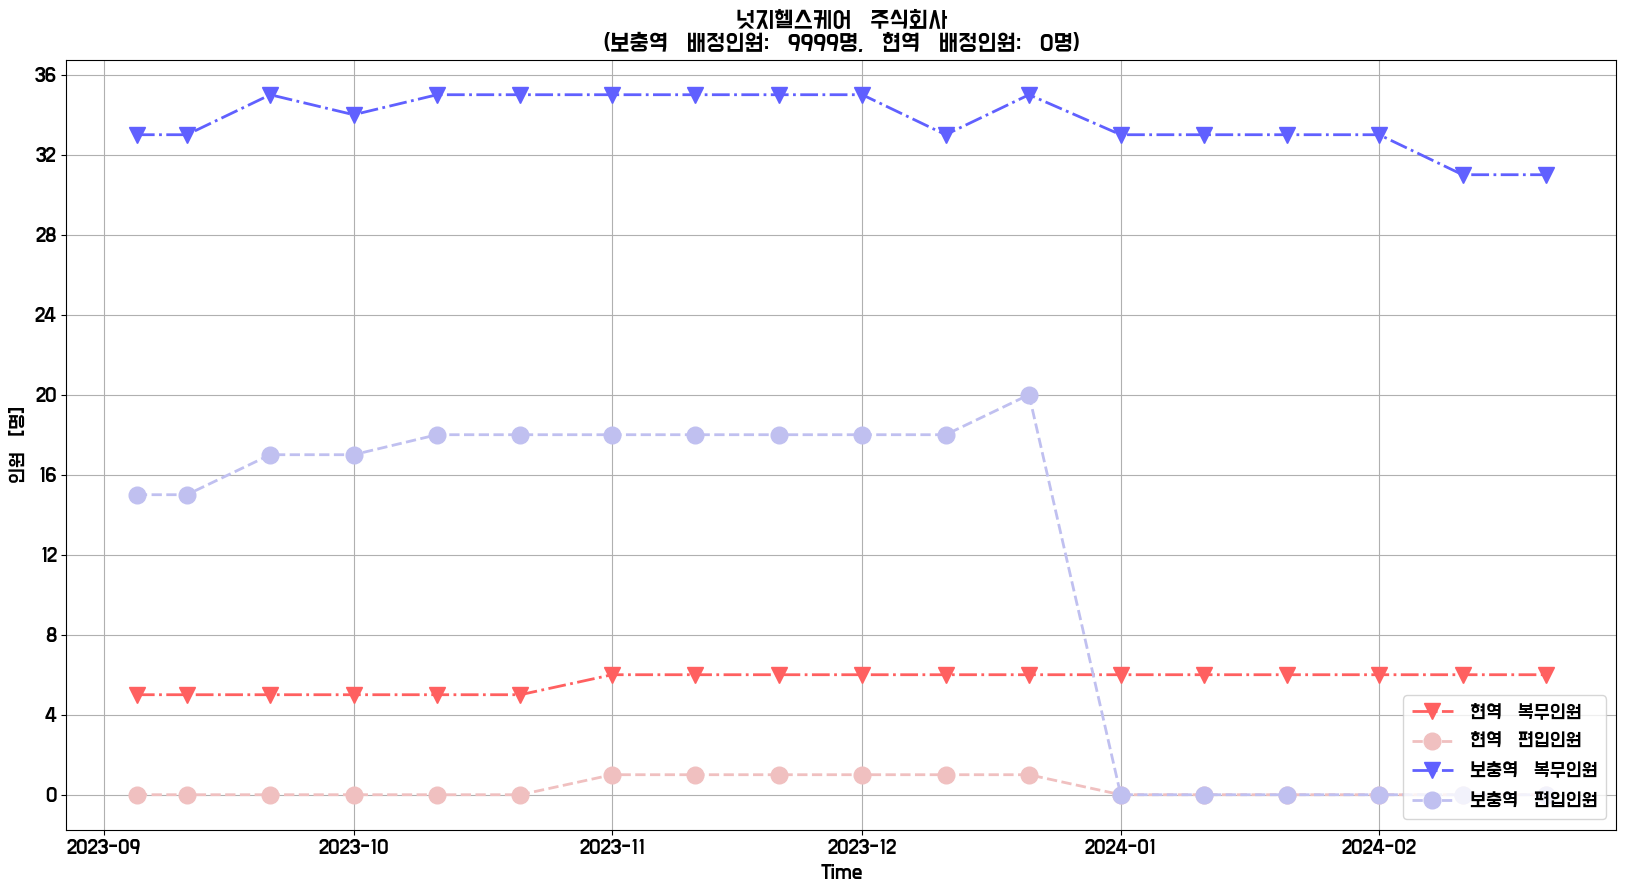 넛지헬스케어 주식회사
(보충역 배정인원: 9999명, 현역 배정인원: 0명)
36
32
28
24
20
16
12
8
4
0
인원 [명]
2023-09 2023-10 2023-11 2023-12 2024-01 2024-02
Time
현역 복무인원
현역 편입인원
보충역 복무인원
보충역 편입인원